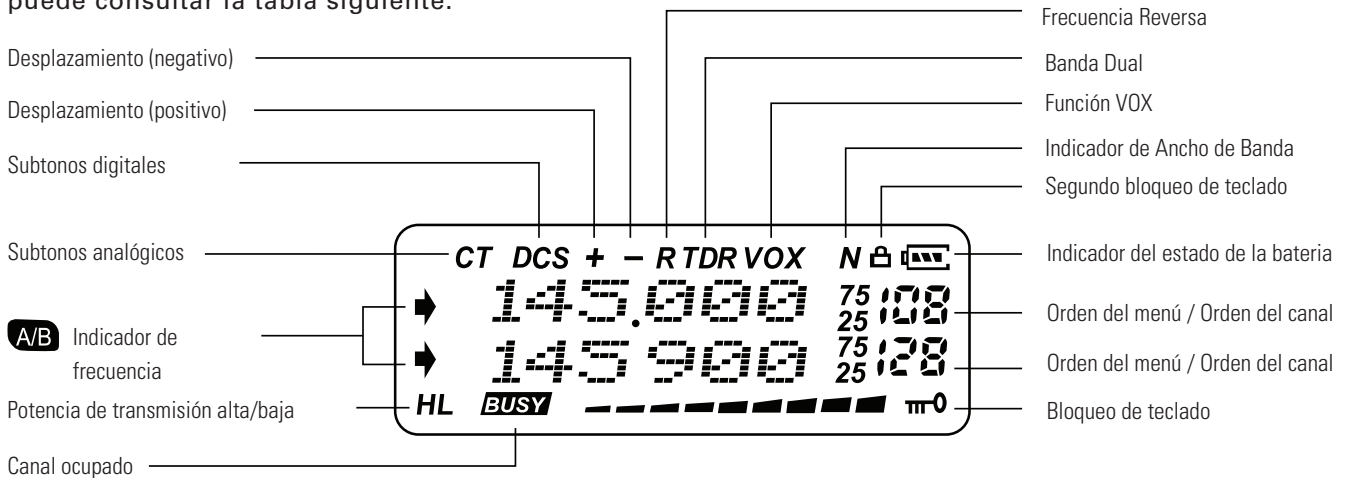 puede consultar la tabla siguiente.
Desplazamiento (negativo)
Desplazamiento (positivo)
Subtonos digitales
Subtonos analógicos
A/B Indicador de
frecuencia
Potencia de transmisión alta/baja
Canal ocupado
CT DCS + - R TDR VOX N
145.000 75 25 108
145 900 75 25 128
HL BUSY
Frecuencia Reversa
Banda Dual
Función VOX
Indicador de Ancho de Banda
Segundo bloqueo de teclado
Indicador del estado de la bateria
Orden del menú / Orden del canal
Orden del menú / Orden del canal
Bloqueo de teclado